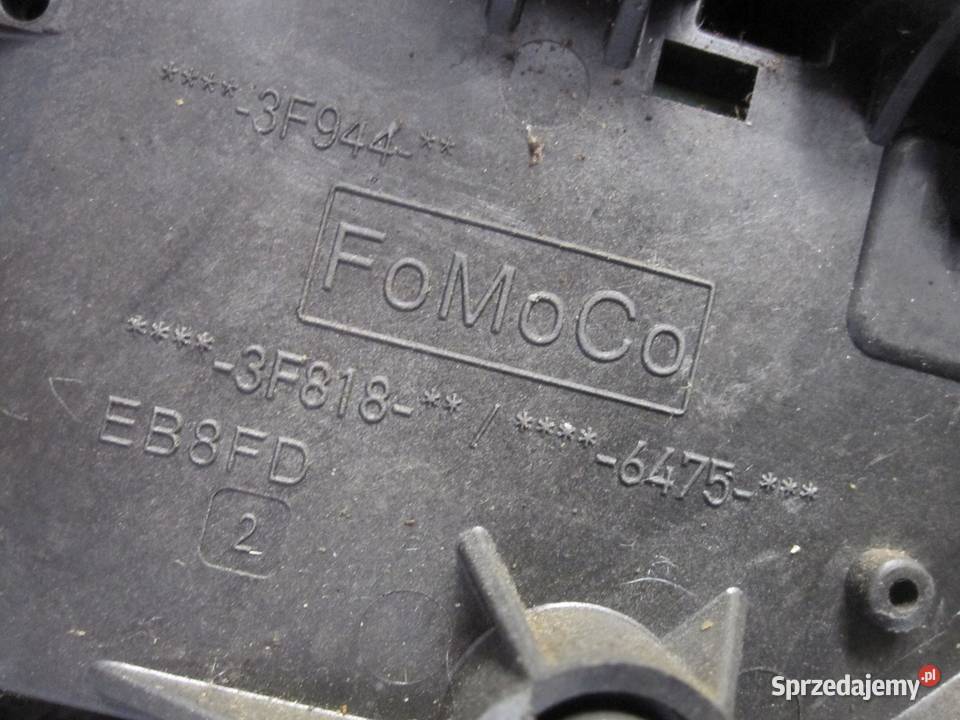 ****-3F944-**
FoMoCo
****-3F818-** / ****-6475-***
EB8FD
2
Sprzedajemy.pl